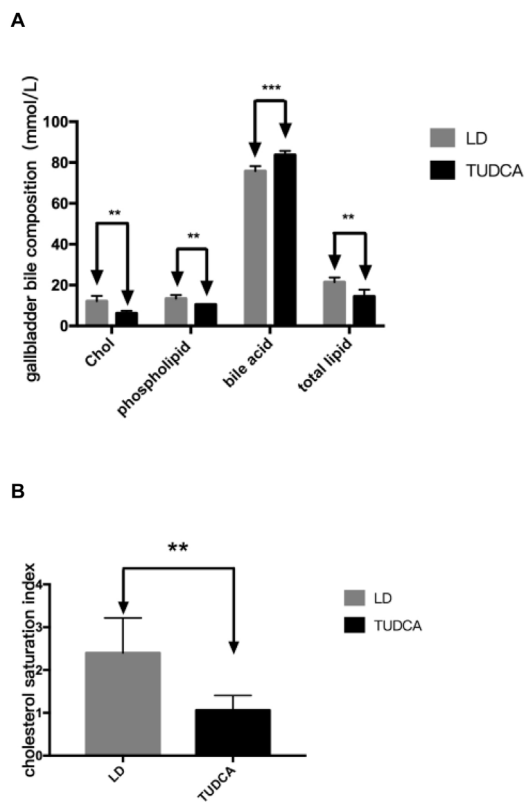 A
gallbladder bile composition (mmol/L)
100
80
60
40
20
0
**
**
***
**
Chol
phospholipid
bile acid
total lipid
LD
TUDCA
B
cholesterol saturation index
4
3
2
1
0
**
LD
TUDCA
LD
TUDCA